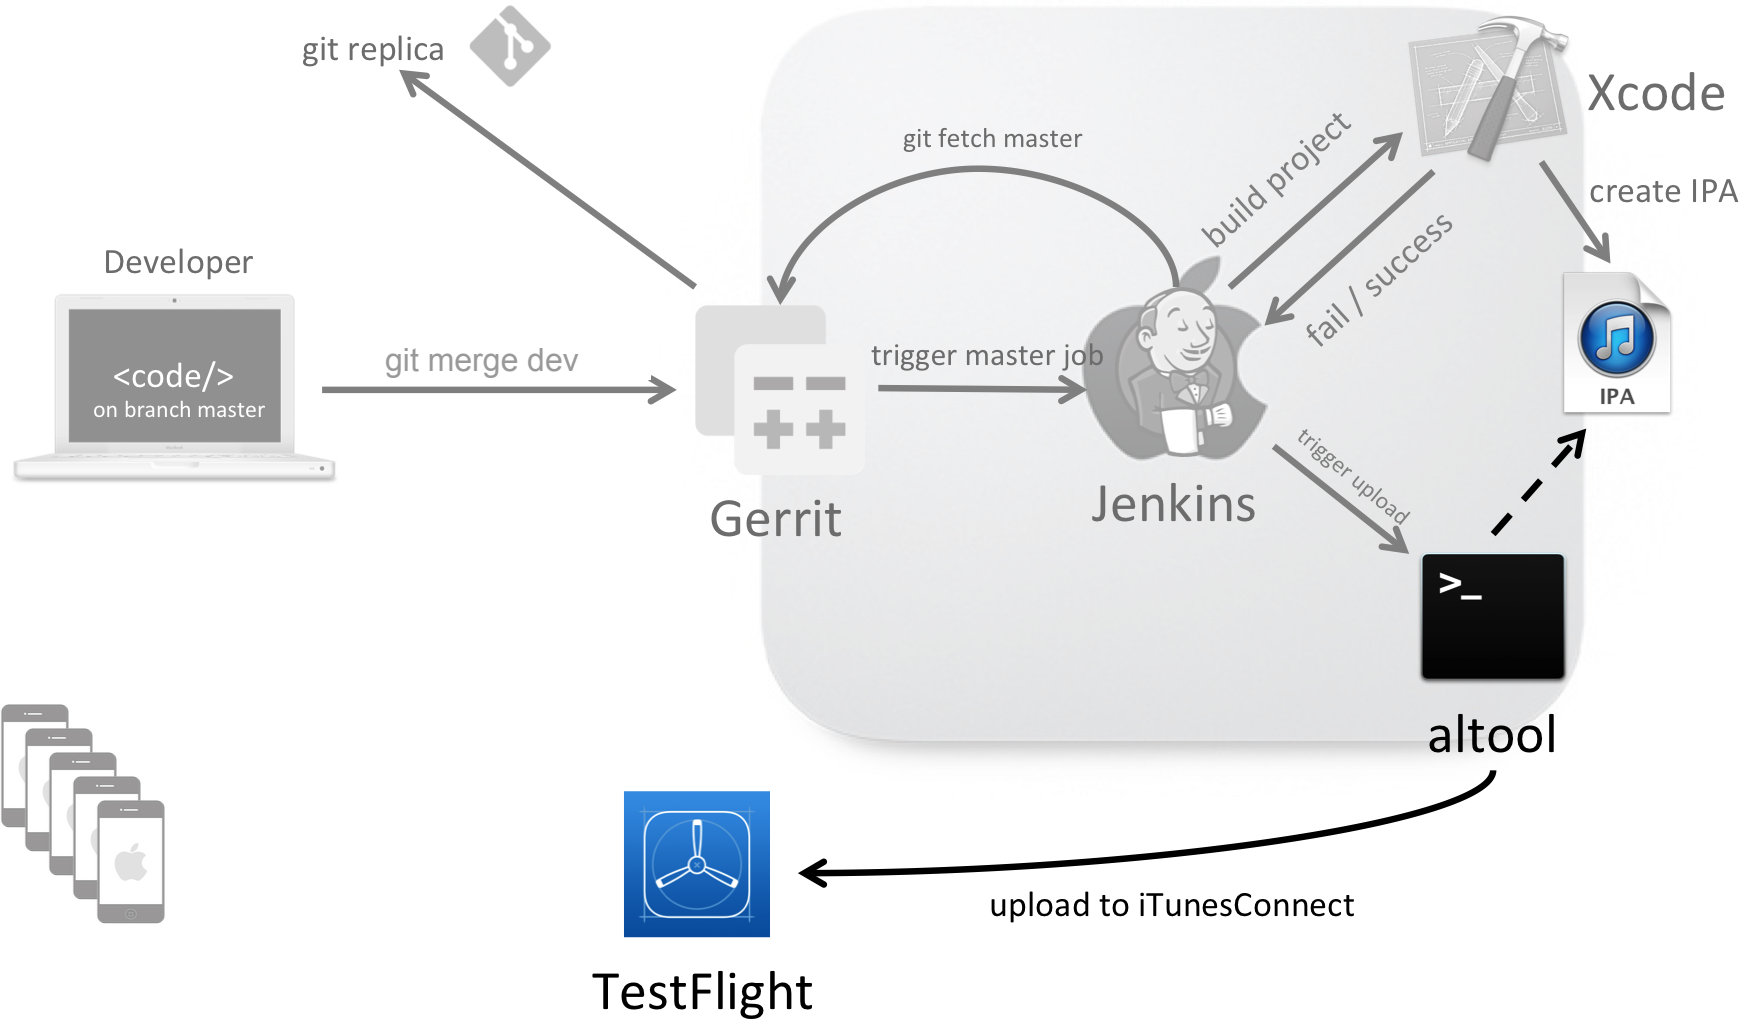 git replica
Xcode
git fetch master
build project
create IPA
fail / success
Developer
<code/>
on branch master
git merge dev
trigger master job
IPA
trigger upload
Jenkins
Gerrit
>_
altool
upload to iTunesConnect
TestFlight